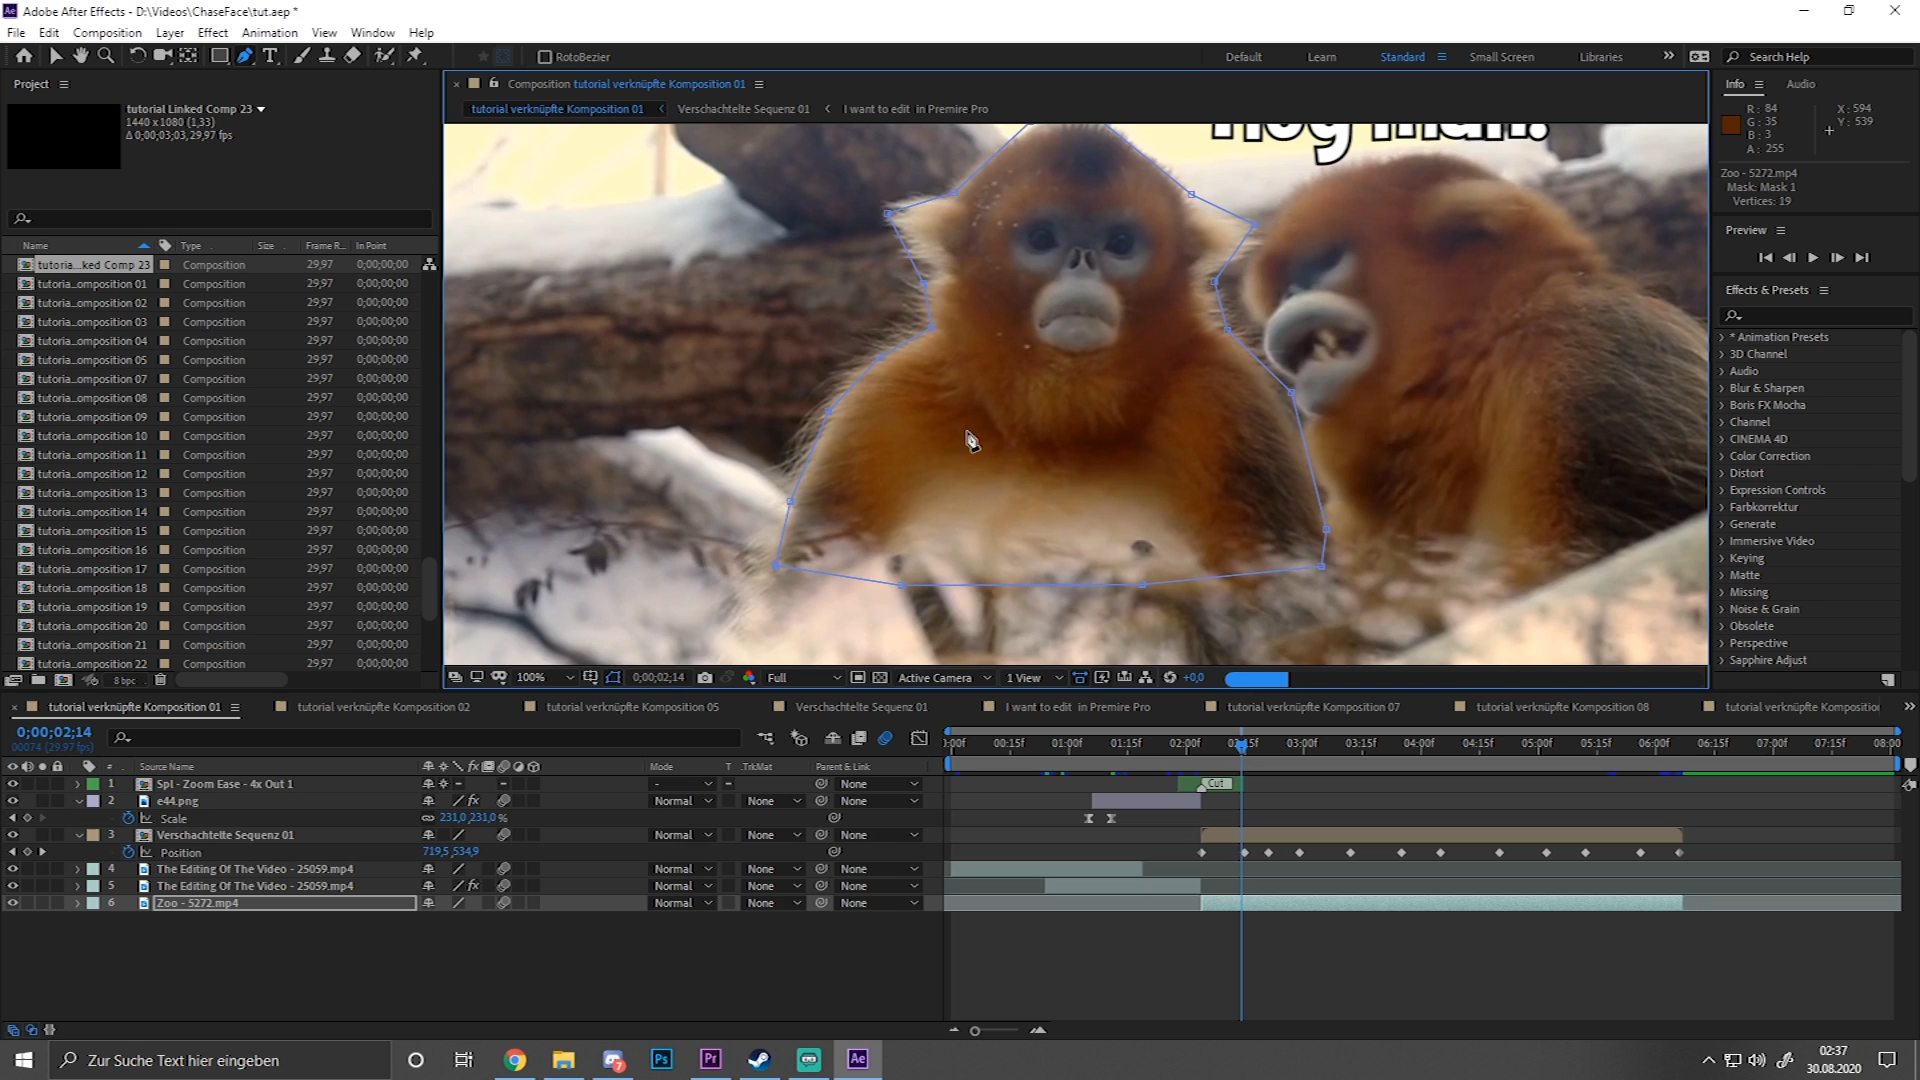 Adobe After Effects - D:\Videos\ChaseFace\tut.aep *
File Edit Composition Layer Effect Animation View Window Help
RotoBezier
Default Learn Standard Small Screen Libraries
Search Help
Project
Composition tutorial verknüpfte Komposition 01
Info Audio
tutorial Linked Comp 23
1440 x 1080 (1,33)
Δ 0;00;03;03, 29,97 fps
tutorial verknüpfte Komposition 01 Verschachtelte Sequenz 01 I want to edit in Premire Pro
R: 84 X: 594
G: 35 Y: 539
B: 3
A: 255
Zoo - 5272.mp4
Mask: Mask 1
Vertices: 19
Preview
Effects & Presets
Name Type Size Frame R... In Point
tutoria...ked Comp 23 Composition 29,97 0;00;00;00
tutoria...omposition 01 Composition 29,97 0;00;00;00
tutoria...omposition 02 Composition 29,97 0;00;00;00
tutoria...omposition 03 Composition 29,97 0;00;00;00
tutoria...omposition 04 Composition 29,97 0;00;00;00
tutoria...omposition 05 Composition 29,97 0;00;00;00
tutoria...omposition 07 Composition 29,97 0;00;00;00
tutoria...omposition 08 Composition 29,97 0;00;00;00
tutoria...omposition 09 Composition 29,97 0;00;00;00
tutoria...omposition 10 Composition 29,97 0;00;00;00
tutoria...omposition 11 Composition 29,97 0;00;00;00
tutoria...omposition 12 Composition 29,97 0;00;00;00
tutoria...omposition 13 Composition 29,97 0;00;00;00
tutoria...omposition 14 Composition 29,97 0;00;00;00
tutoria...omposition 15 Composition 29,97 0;00;00;00
tutoria...omposition 16 Composition 29,97 0;00;00;00
tutoria...omposition 17 Composition 29,97 0;00;00;00
tutoria...omposition 18 Composition 29,97 0;00;00;00
tutoria...omposition 19 Composition 29,97 0;00;00;00
tutoria...omposition 20 Composition 29,97 0;00;00;00
tutoria...omposition 21 Composition 29,97 0;00;00;00
tutoria...omposition 22 Composition 29,97 0;00;00;00
8 bpc
* Animation Presets
3D Channel
Audio
Blur & Sharpen
Boris FX Mocha
Channel
CINEMA 4D
Color Correction
Distort
Expression Controls
Farbkorrektur
Generate
Immersive Video
Keying
Matte
Missing
Noise & Grain
Obsolete
Perspective
Sapphire Adjust
100% 0;00;02;14 Full Active Camera 1 View +0,0
tutorial verknüpfte Komposition 01 tutorial verknüpfte Komposition 02 tutorial verknüpfte Komposition 05 Verschachtelte Sequenz 01 I want to edit in Premire Pro tutorial verknüpfte Komposition 07 tutorial verknüpfte Komposition 08 tutorial verknüpfte Komposition
0;00;02;14
00074 (29.97 fps)
00f 00:15f 01:00f 01:15f 02:00f 02:15f 03:00f 03:15f 04:00f 04:15f 05:00f 05:15f 06:00f 06:15f 07:00f 07:15f 08:00
# Source Name Mode T .TrkMat Parent & Link
1 Spl - Zoom Ease - 4x Out 1 - None Cut
2 e44.png Normal None None
Scale 231,0,231,0 %
3 Verschachtelte Sequenz 01 Normal None None
Position 719,5,534,9
4 The Editing Of The Video - 25059.mp4 Normal None None
5 The Editing Of The Video - 25059.mp4 Normal None None
6 Zoo - 5272.mp4 Normal None None
Zur Suche Text hier eingeben
7
Ps
Pr
Ae
02:37
30.08.2020